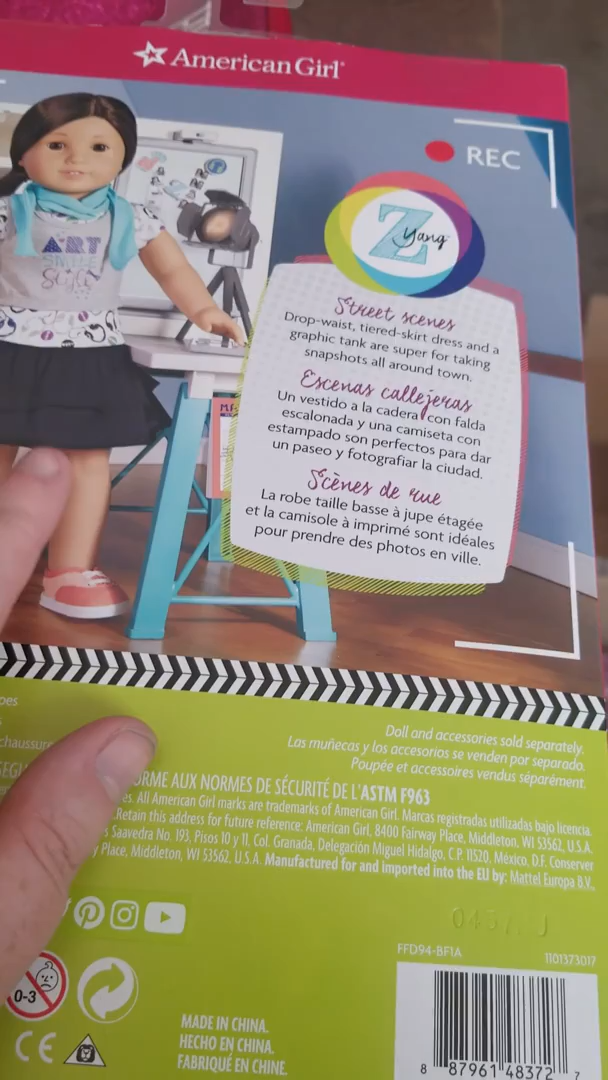 American Girl®
REC
Z Yang
ART
SMILE
Style
Street scenes
Drop-waist, tiered-skirt dress and a
graphic tank are super for taking
snapshots all around town.
Escenas callejeras
Un vestido a la cadera con falda
escalonada y una camiseta con
estampado son perfectos para dar
un paseo y fotografiar la ciudad.
Scènes de rue
La robe taille basse à jupe étagée
et la camisole à imprimé sont idéales
pour prendre des photos en ville.
Doll and accessories sold separately.
Las muñecas y los accesorios se venden por separado.
Poupée et accessoires vendus séparément.
AUX NORMES DE SÉCURITÉ DE L'ASTM F963
All American Girl marks are trademarks of American Girl. Marcas registradas utilizadas bajo licencia.
Retain this address for future reference: American Girl, 8400 Fairway Place, Middleton, WI 53562, U.S.A.
Saavedra No. 193, Pisos 10 y 11, Col. Granada, Delegación Miguel Hidalgo, C.P. 11520, México, D.F. Conserver
Place, Middleton, WI 53562, U.S.A. Manufactured for and imported into the EU by: Mattel Europa B.V.,
FFD94-BF1A
1101373017
0-3
CE
MADE IN CHINA.
HECHO EN CHINA.
FABRIQUÉ EN CHINE.
8 87961 48372 7